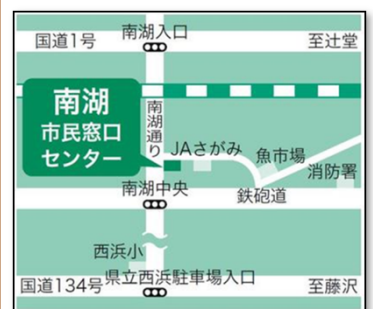 南湖入口
国道1号
至辻堂
南湖
市民窓口
センター
南湖通り
JAさがみ
魚市場
消防署
南湖中央
鉄砲道
西浜小
県立西浜駐車場入口
国道134号
至藤沢